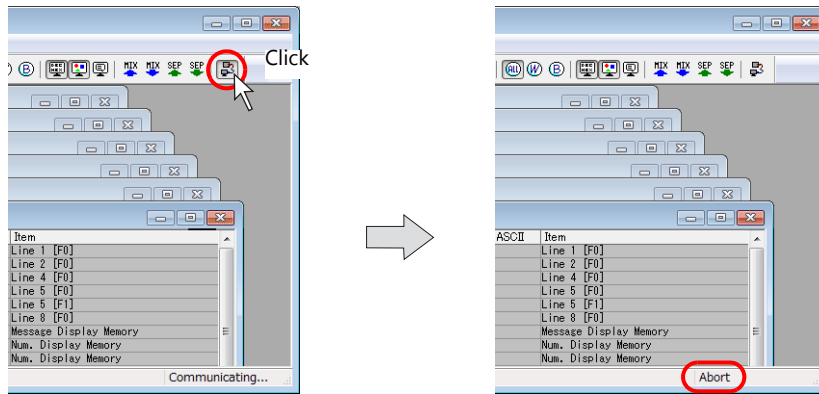 Click
B MIX MIX SEP SEP
Item
Line 1 [F0]
Line 2 [F0]
Line 4 [F0]
Line 5 [F0]
Line 5 [F1]
Line 8 [F0]
Message Display Memory
Num. Display Memory
Num. Display Memory
Communicating...
All W B MIX MIX SEP SEP
ASCII Item
Line 1 [F0]
Line 2 [F0]
Line 4 [F0]
Line 5 [F0]
Line 5 [F1]
Line 8 [F0]
Message Display Memory
Num. Display Memory
Num. Display Memory
Abort